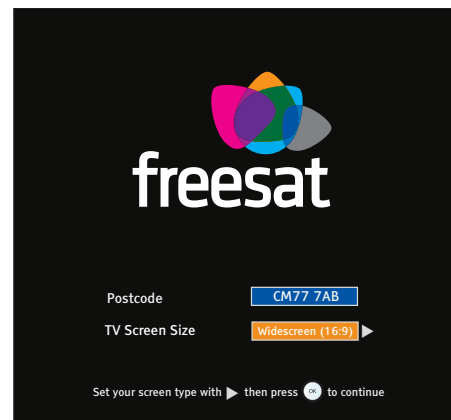 freesat
Postcode CM77 7AB
TV Screen Size Widescreen (16:9)
Set your screen type with ▶ then press OK to continue